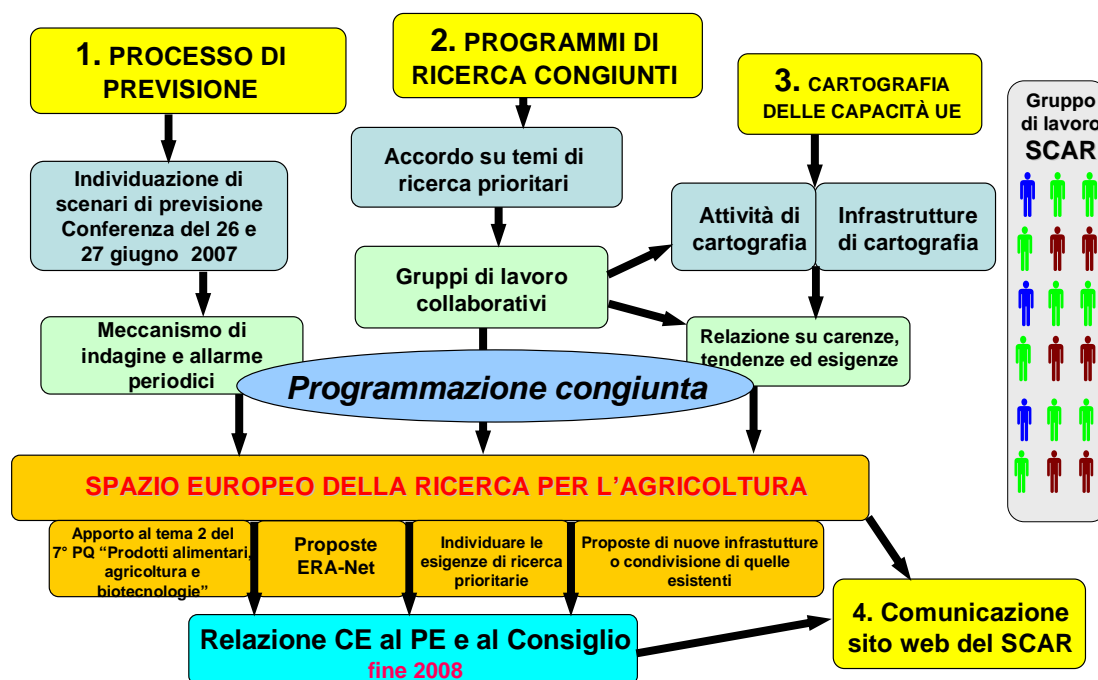 1. PROCESSO DI
PREVISIONE
2. PROGRAMMI DI
RICERCA CONGIUNTI
3. CARTOGRAFIA
DELLE CAPACITÀ UE
Gruppo
di lavoro
SCAR
Individuazione di
scenari di previsione
Conferenza del 26 e
27 giugno 2007
Accordo su temi di
ricerca prioritari
Attività di
cartografia
Infrastrutture
di cartografia
Meccanismo di
indagine e allarme
periodici
Gruppi di lavoro
collaborativi
Relazione su carenze,
tendenze ed esigenze
Programmazione congiunta
SPAZIO EUROPEO DELLA RICERCA PER L'AGRICOLTURA
Apporto al tema 2 del
7° PQ “Prodotti alimentari,
agricoltura e
biotecnologie”
Proposte
ERA-Net
Individuare le
esigenze di ricerca
prioritarie
Proposte di nuove infrastutture
o condivisione di quelle
esistenti
Relazione CE al PE e al Consiglio
fine 2008
4. Comunicazione
sito web del SCAR